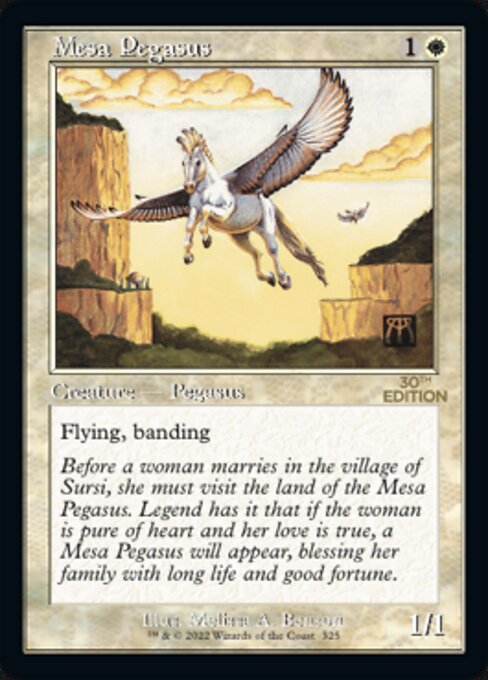 Mesa Pegasus 1
30TH
EDITION
Creature — Pegasus
Flying, banding
Before a woman marries in the village of
Sursi, she must visit the land of the Mesa
Pegasus. Legend has it that if the woman
is pure of heart and her love is true, a
Mesa Pegasus will appear, blessing her
family with long life and good fortune.
Illus. Melissa A. Benson
1/1
™ & © 2022 Wizards of the Coast 325